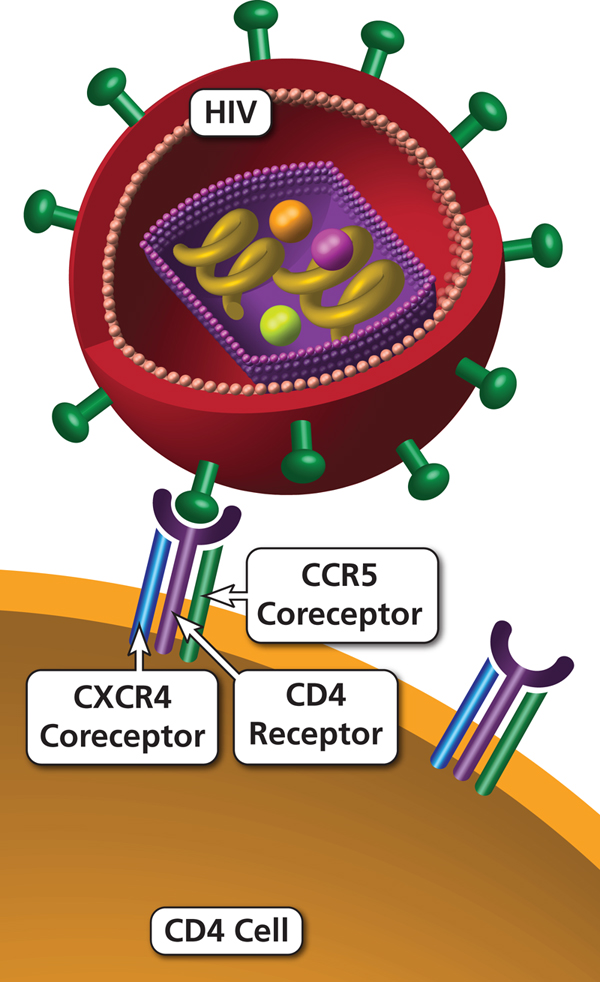 HIV
CCR5
Coreceptor
CXCR4
Coreceptor
CD4
Receptor
CD4 Cell